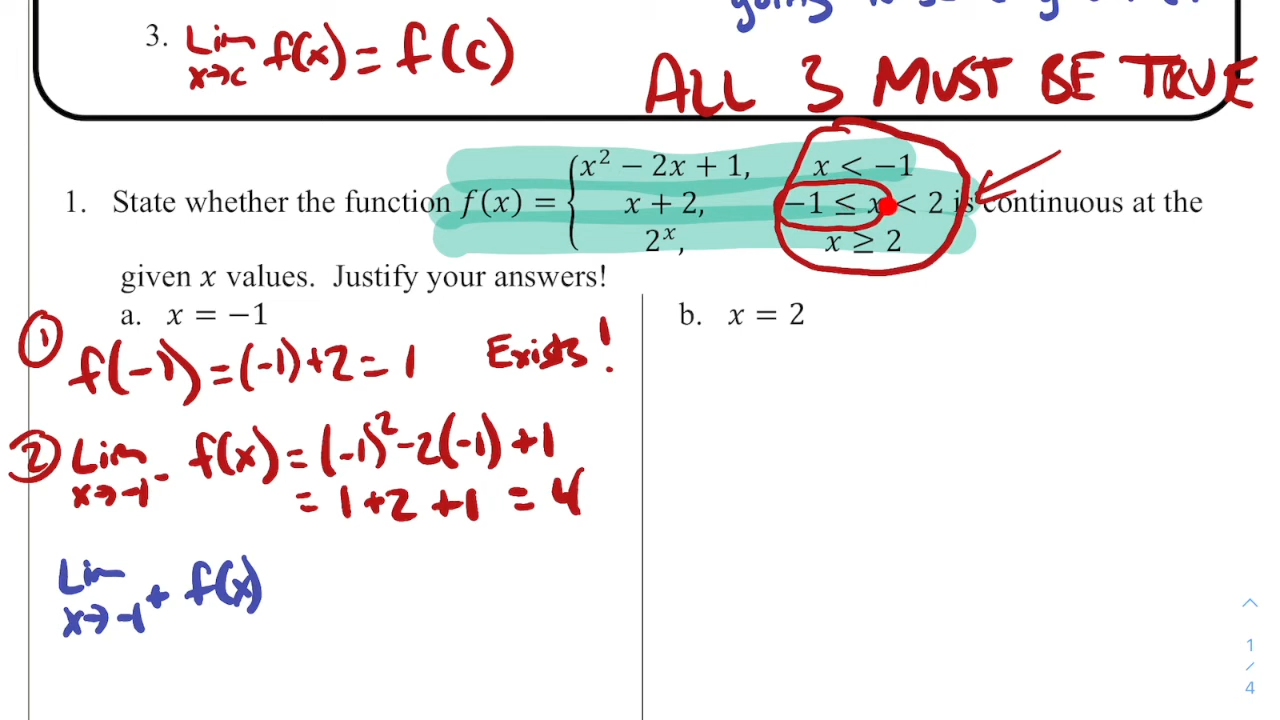 going
3. Lim x→c f(x) = f(c)
ALL 3 MUST BE TRUE
x² − 2x + 1, x < −1
1. State whether the function f(x) = { x + 2, −1 ≤ x < 2 is continuous at the
2ˣ, x ≥ 2
given x values. Justify your answers!
a. x = −1
b. x = 2
① f(-1) = (-1)+2 = 1 Exists!
② Lim x→-1⁻ f(x) = (-1)² -2(-1) +1
= 1 +2 +1 = 4
Lim x→-1⁺ f(x)
1
/
4